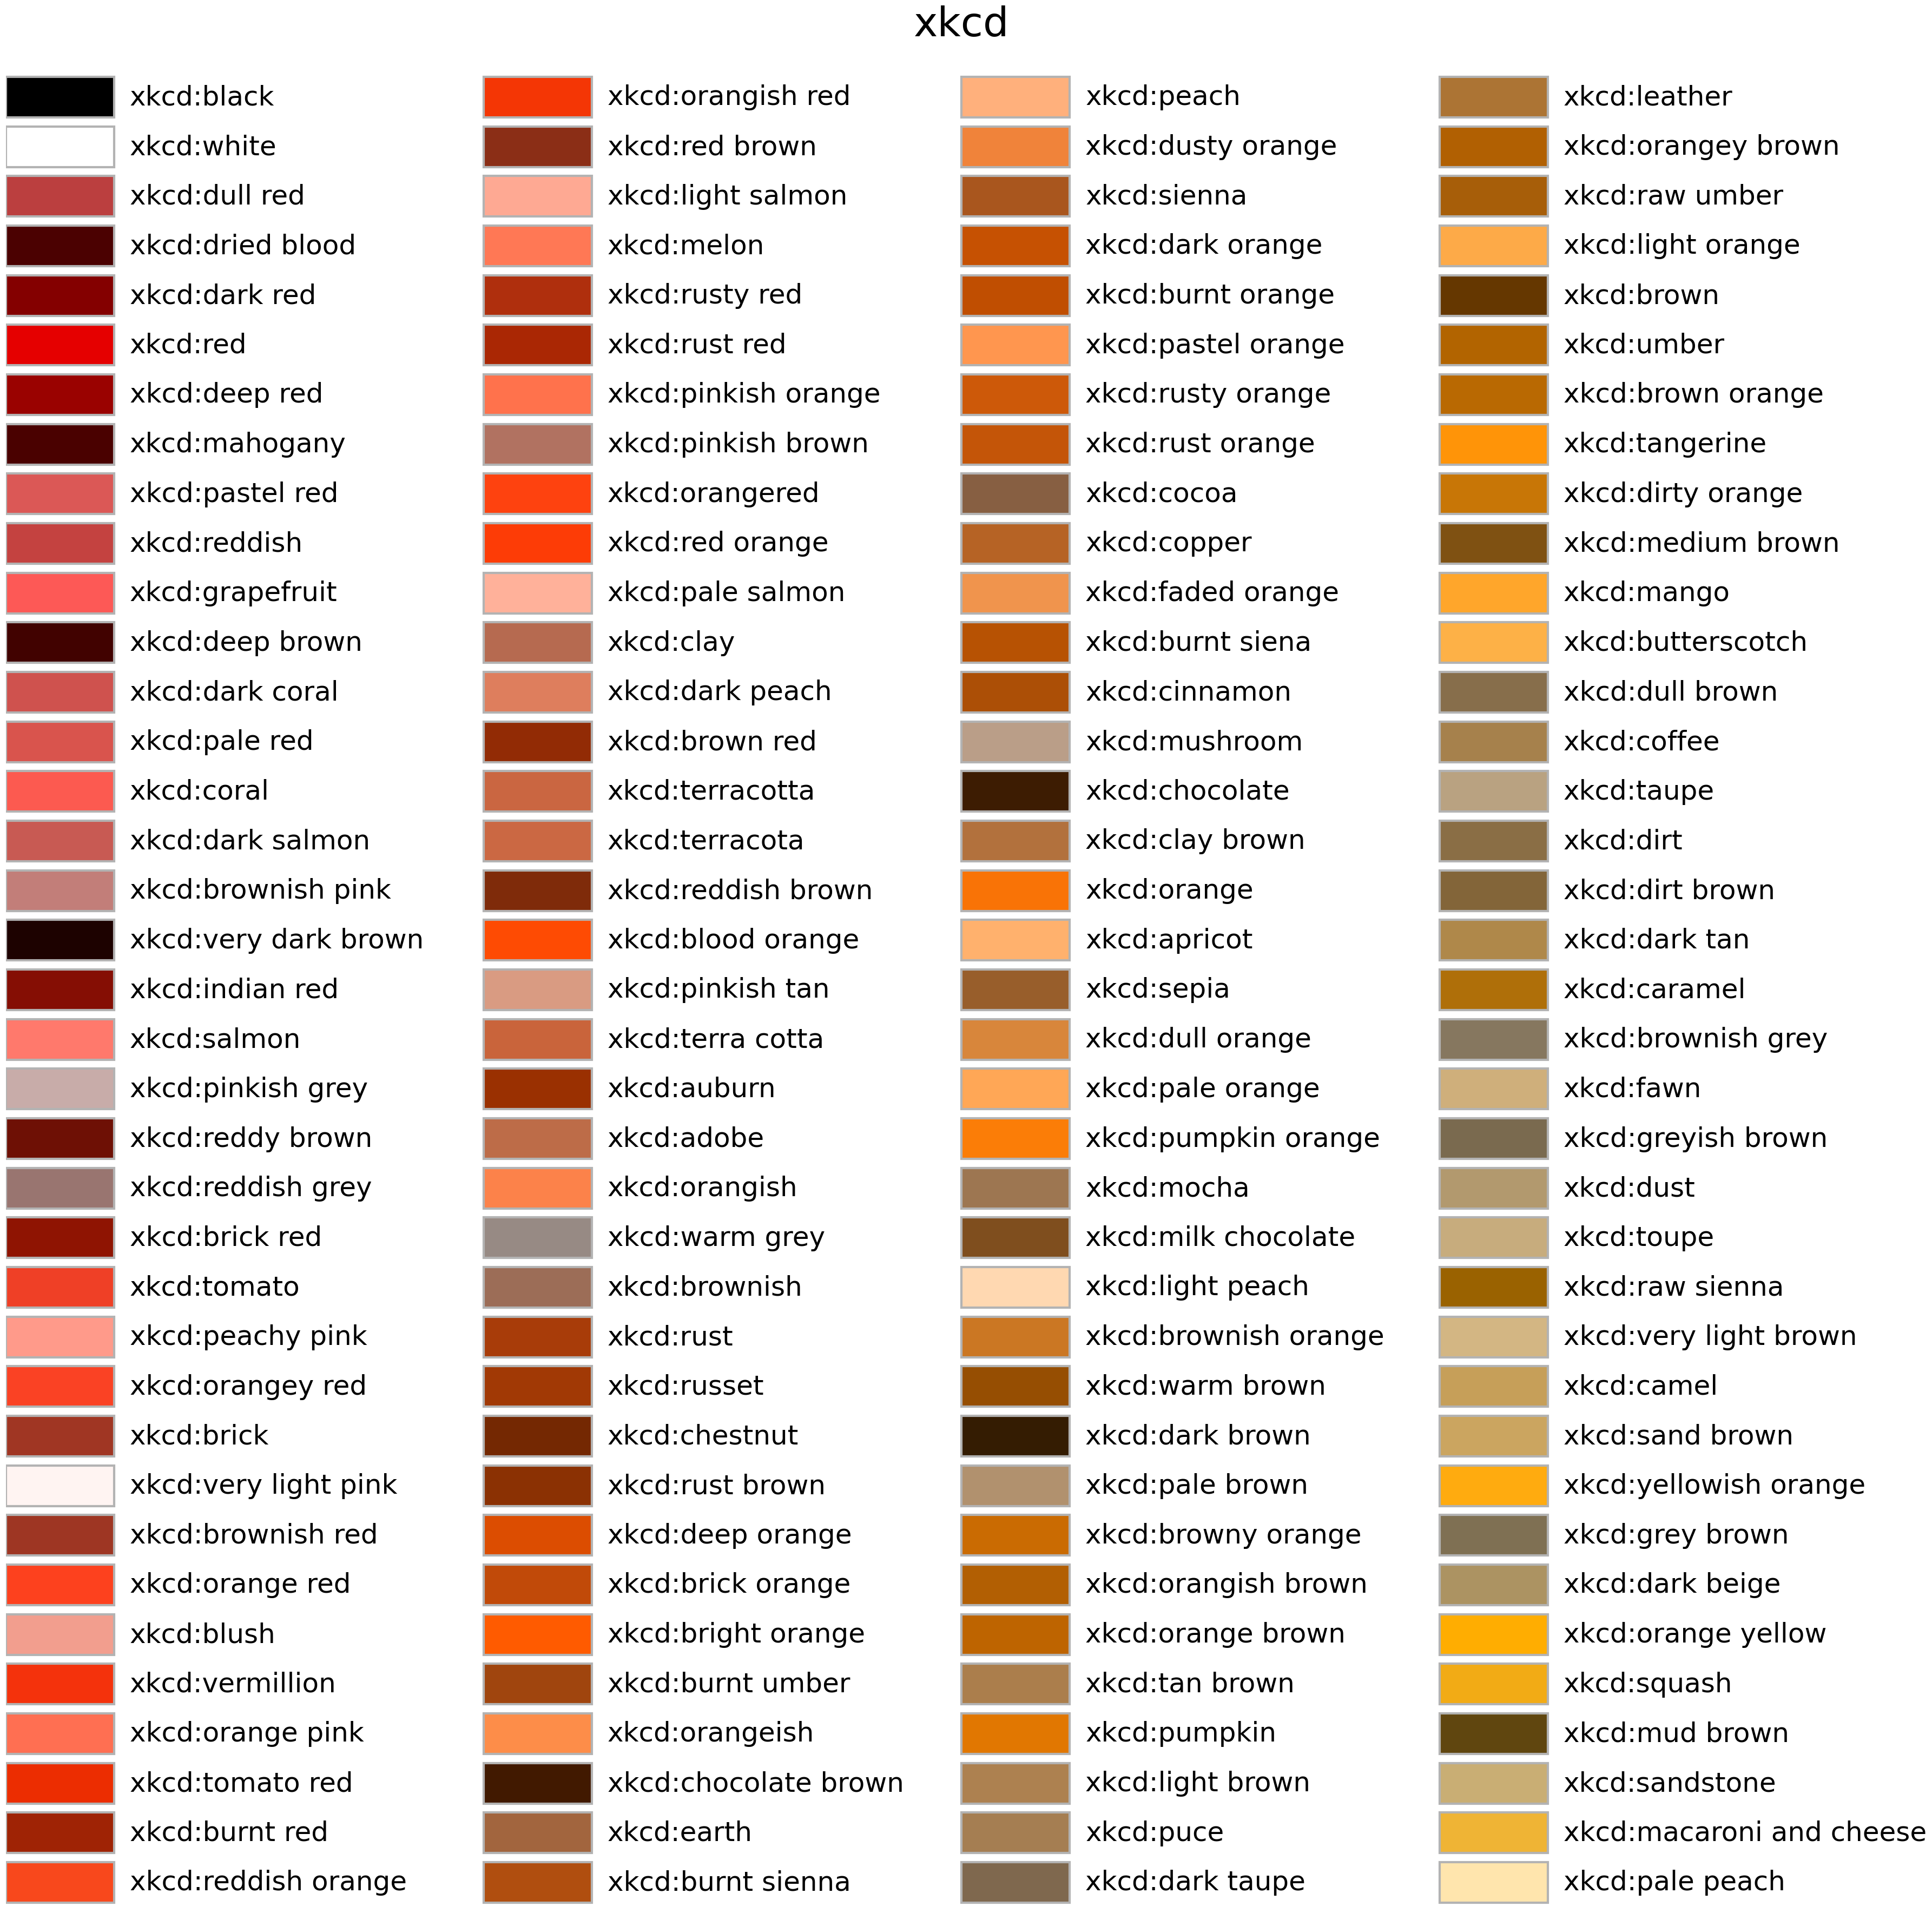 xkcd
xkcd:black
xkcd:white
xkcd:dull red
xkcd:dried blood
xkcd:dark red
xkcd:red
xkcd:deep red
xkcd:mahogany
xkcd:pastel red
xkcd:reddish
xkcd:grapefruit
xkcd:deep brown
xkcd:dark coral
xkcd:pale red
xkcd:coral
xkcd:dark salmon
xkcd:brownish pink
xkcd:very dark brown
xkcd:indian red
xkcd:salmon
xkcd:pinkish grey
xkcd:reddy brown
xkcd:reddish grey
xkcd:brick red
xkcd:tomato
xkcd:peachy pink
xkcd:orangey red
xkcd:brick
xkcd:very light pink
xkcd:brownish red
xkcd:orange red
xkcd:blush
xkcd:vermillion
xkcd:orange pink
xkcd:tomato red
xkcd:burnt red
xkcd:reddish orange
xkcd:orangish red
xkcd:red brown
xkcd:light salmon
xkcd:melon
xkcd:rusty red
xkcd:rust red
xkcd:pinkish orange
xkcd:pinkish brown
xkcd:orangered
xkcd:red orange
xkcd:pale salmon
xkcd:clay
xkcd:dark peach
xkcd:brown red
xkcd:terracotta
xkcd:terracota
xkcd:reddish brown
xkcd:blood orange
xkcd:pinkish tan
xkcd:terra cotta
xkcd:auburn
xkcd:adobe
xkcd:orangish
xkcd:warm grey
xkcd:brownish
xkcd:rust
xkcd:russet
xkcd:chestnut
xkcd:rust brown
xkcd:deep orange
xkcd:brick orange
xkcd:bright orange
xkcd:burnt umber
xkcd:orangeish
xkcd:chocolate brown
xkcd:earth
xkcd:burnt sienna
xkcd:peach
xkcd:dusty orange
xkcd:sienna
xkcd:dark orange
xkcd:burnt orange
xkcd:pastel orange
xkcd:rusty orange
xkcd:rust orange
xkcd:cocoa
xkcd:copper
xkcd:faded orange
xkcd:burnt siena
xkcd:cinnamon
xkcd:mushroom
xkcd:chocolate
xkcd:clay brown
xkcd:orange
xkcd:apricot
xkcd:sepia
xkcd:dull orange
xkcd:pale orange
xkcd:pumpkin orange
xkcd:mocha
xkcd:milk chocolate
xkcd:light peach
xkcd:brownish orange
xkcd:warm brown
xkcd:dark brown
xkcd:pale brown
xkcd:browny orange
xkcd:orangish brown
xkcd:orange brown
xkcd:tan brown
xkcd:pumpkin
xkcd:light brown
xkcd:puce
xkcd:dark taupe
xkcd:leather
xkcd:orangey brown
xkcd:raw umber
xkcd:light orange
xkcd:brown
xkcd:umber
xkcd:brown orange
xkcd:tangerine
xkcd:dirty orange
xkcd:medium brown
xkcd:mango
xkcd:butterscotch
xkcd:dull brown
xkcd:coffee
xkcd:taupe
xkcd:dirt
xkcd:dirt brown
xkcd:dark tan
xkcd:caramel
xkcd:brownish grey
xkcd:fawn
xkcd:greyish brown
xkcd:dust
xkcd:toupe
xkcd:raw sienna
xkcd:very light brown
xkcd:camel
xkcd:sand brown
xkcd:yellowish orange
xkcd:grey brown
xkcd:dark beige
xkcd:orange yellow
xkcd:squash
xkcd:mud brown
xkcd:sandstone
xkcd:macaroni and cheese
xkcd:pale peach